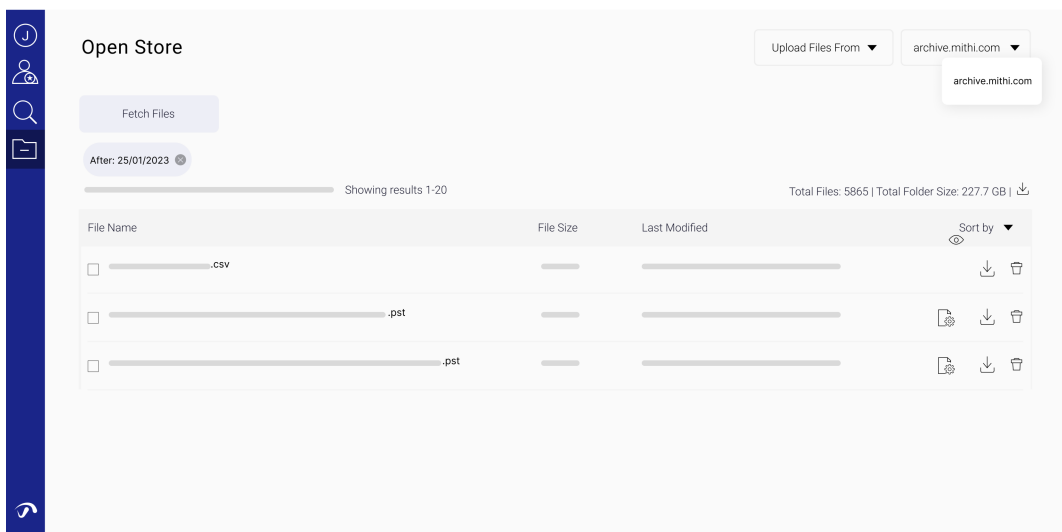 J
Open Store
Upload Files From
archive.mithi.com
archive.mithi.com
Fetch Files
After: 25/01/2023
Showing results 1-20
Total Files: 5865 | Total Folder Size: 227.7 GB |
File Name File Size Last Modified Sort by
.csv
.pst
.pst